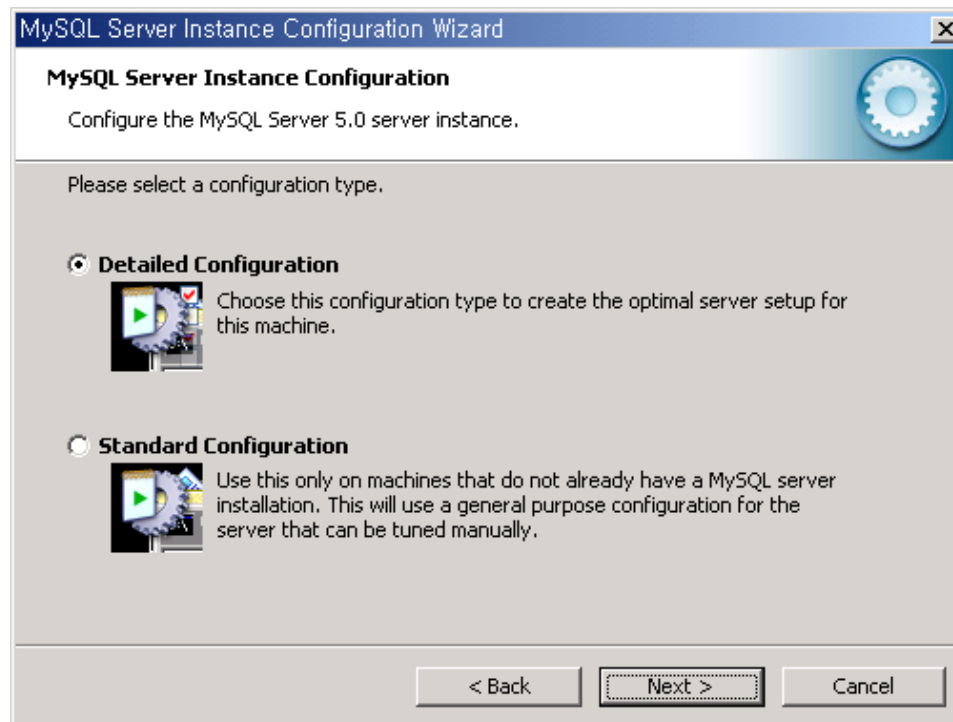 MySQL Server Instance Configuration Wizard
MySQL Server Instance Configuration
Configure the MySQL Server 5.0 server instance.
Please select a configuration type.
Detailed Configuration
Choose this configuration type to create the optimal server setup for
this machine.
Standard Configuration
Use this only on machines that do not already have a MySQL server
installation. This will use a general purpose configuration for the
server that can be tuned manually.
< Back
Next >
Cancel